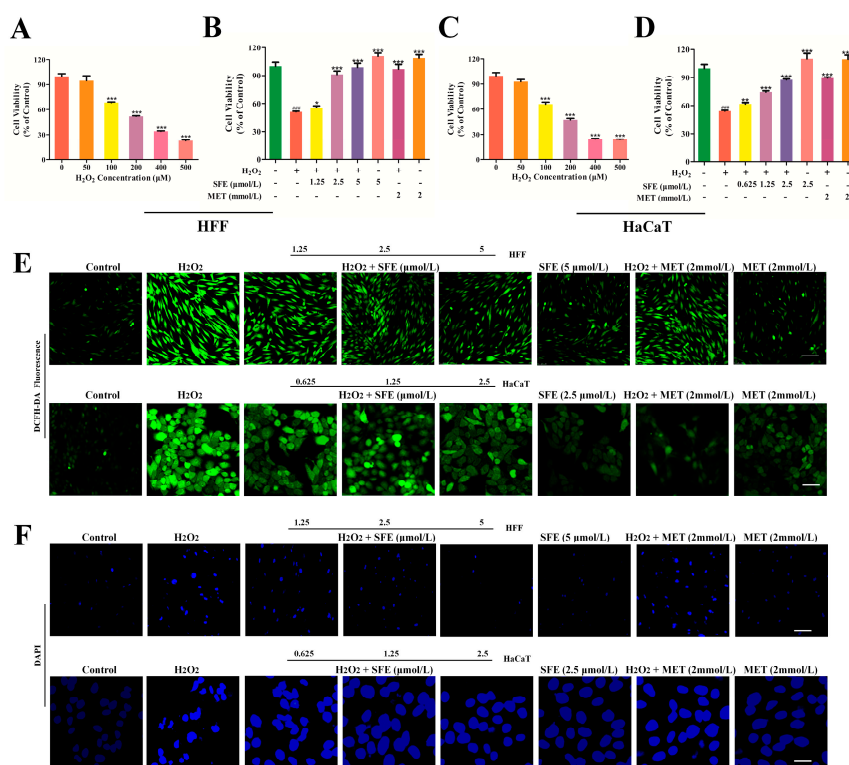 A
B
C
D
Cell Viability
(% of Control)
120
90
60
30
0
***
***
***
***
0 50 100 200 400 500
H₂O₂ Concentration (μM)
Cell Viability
(% of Control)
120
90
60
30
0
###
*
***
***
***
***
***
H₂O₂ - + + + + - + -
SFE (μmol/L) - - 1.25 2.5 5 5 - -
MET (mmol/L) - - - - - - 2 2
HFF
Cell Viability
(% of Control)
120
90
60
30
0
***
***
***
***
0 50 100 200 400 500
H₂O₂ Concentration (μM)
Cell Viability
(% of Control)
120
90
60
30
0
###
**
***
***
***
***
H₂O₂ - + + + + - + -
SFE (μmol/L) - - 0.625 1.25 2.5 2.5 - -
MET (mmol/L) - - - - - - 2 2
HaCaT
E
DCFH-DA Fluorescence
1.25 2.5 5 HFF
Control H₂O₂ H₂O₂ + SFE (μmol/L) SFE (5 μmol/L) H₂O₂ + MET (2mmol/L) MET (2mmol/L)
0.625 1.25 2.5 HaCaT
Control H₂O₂ H₂O₂ + SFE (μmol/L) SFE (2.5 μmol/L) H₂O₂ + MET (2mmol/L) MET (2mmol/L)
F
DAPI
1.25 2.5 5 HFF
Control H₂O₂ H₂O₂ + SFE (μmol/L) SFE (5 μmol/L) H₂O₂ + MET (2mmol/L) MET (2mmol/L)
0.625 1.25 2.5 HaCaT
Control H₂O₂ H₂O₂ + SFE (μmol/L) SFE (2.5 μmol/L) H₂O₂ + MET (2mmol/L) MET (2mmol/L)